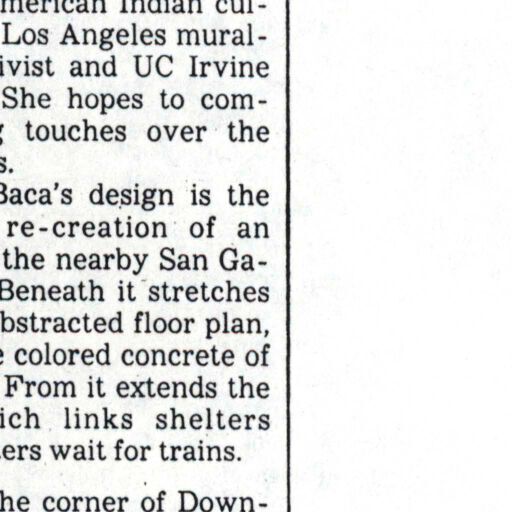 merican Indian cul-
Los Angeles mural-
ivist and UC Irvine
She hopes to com-
g touches over the
s.
Baca's design is the
re-creation of an
the nearby San Ga-
Beneath it stretches
bstracted floor plan,
e colored concrete of
From it extends the
ich links shelters
ers wait for trains.
he corner of Down-